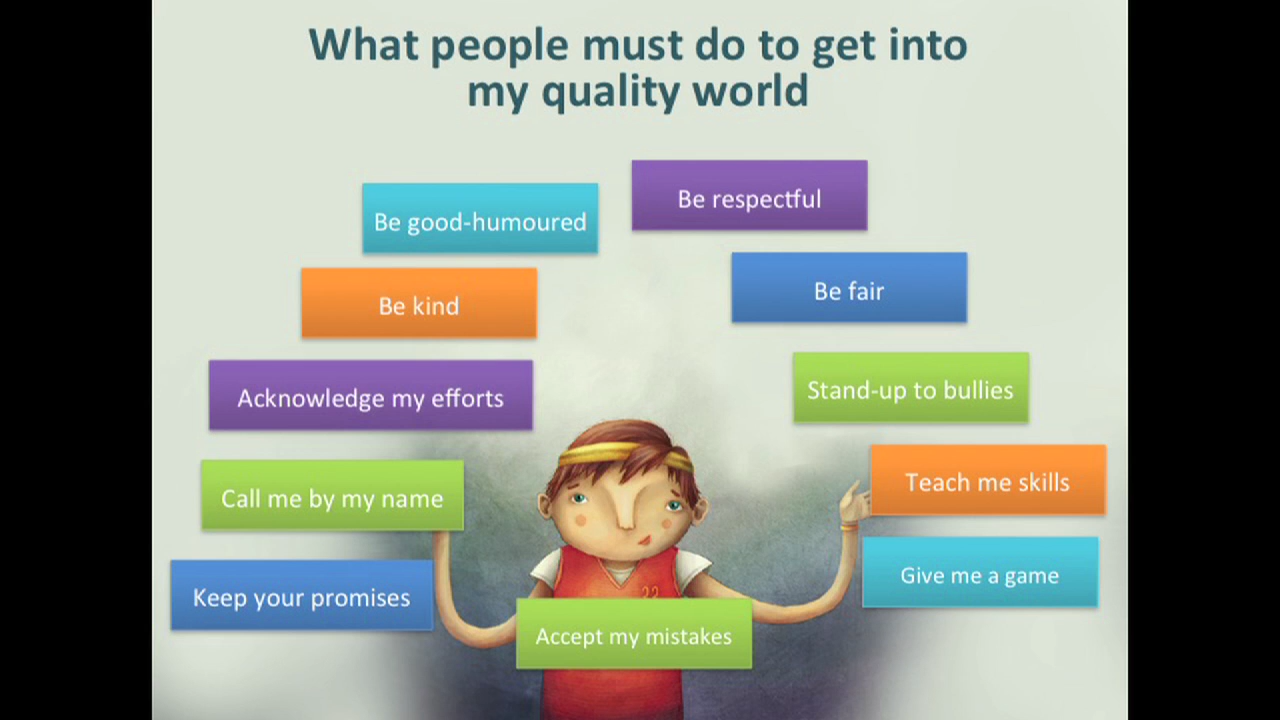 What people must do to get into
my quality world
Be good-humoured
Be respectful
Be kind
Be fair
Acknowledge my efforts
Stand-up to bullies
Call me by my name
Teach me skills
Keep your promises
Give me a game
Accept my mistakes
22